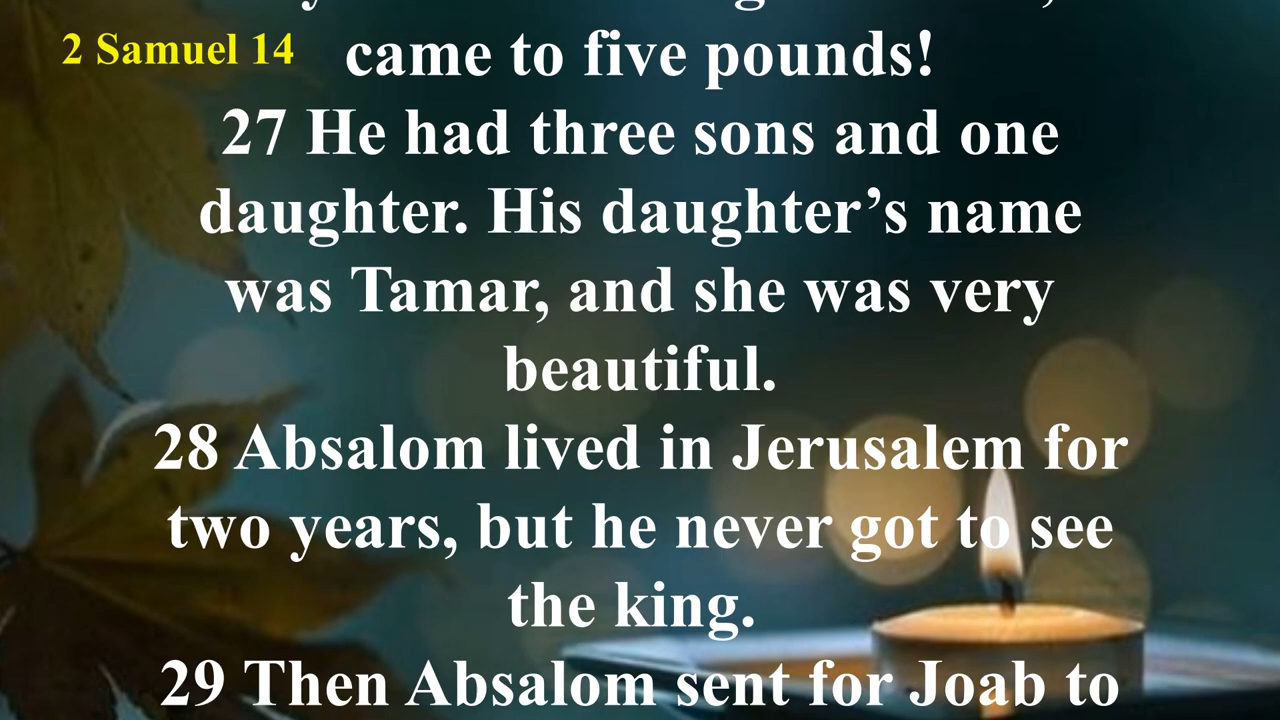 2 Samuel 14
came to five pounds!
27 He had three sons and one
daughter. His daughter’s name
was Tamar, and she was very
beautiful.
28 Absalom lived in Jerusalem for
two years, but he never got to see
the king.
29 Then Absalom sent for Joab to